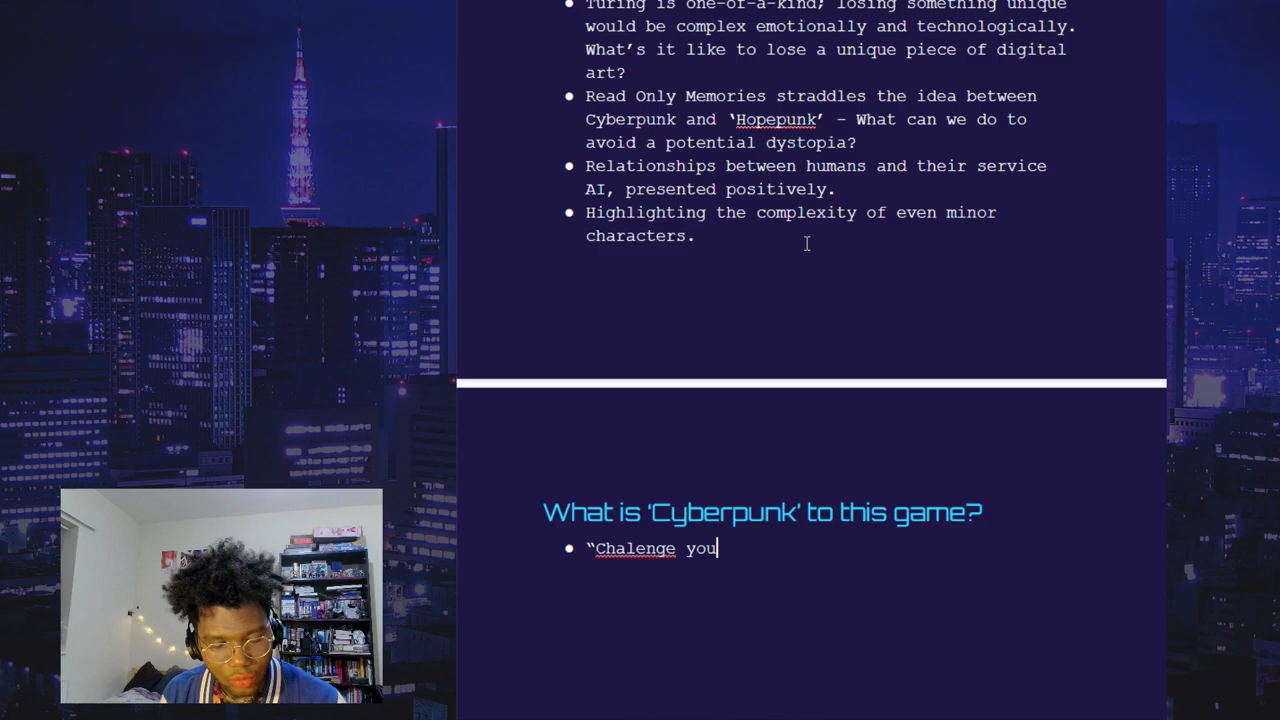 Turing is one-of-a-kind; losing something unique
would be complex emotionally and technologically.
What’s it like to lose a unique piece of digital
art?
● Read Only Memories straddles the idea between
Cyberpunk and ‘Hopepunk’ – What can we do to
avoid a potential dystopia?
● Relationships between humans and their service
AI, presented positively.
● Highlighting the complexity of even minor
characters.
What is ‘Cyberpunk’ to this game?
● “Chalenge you